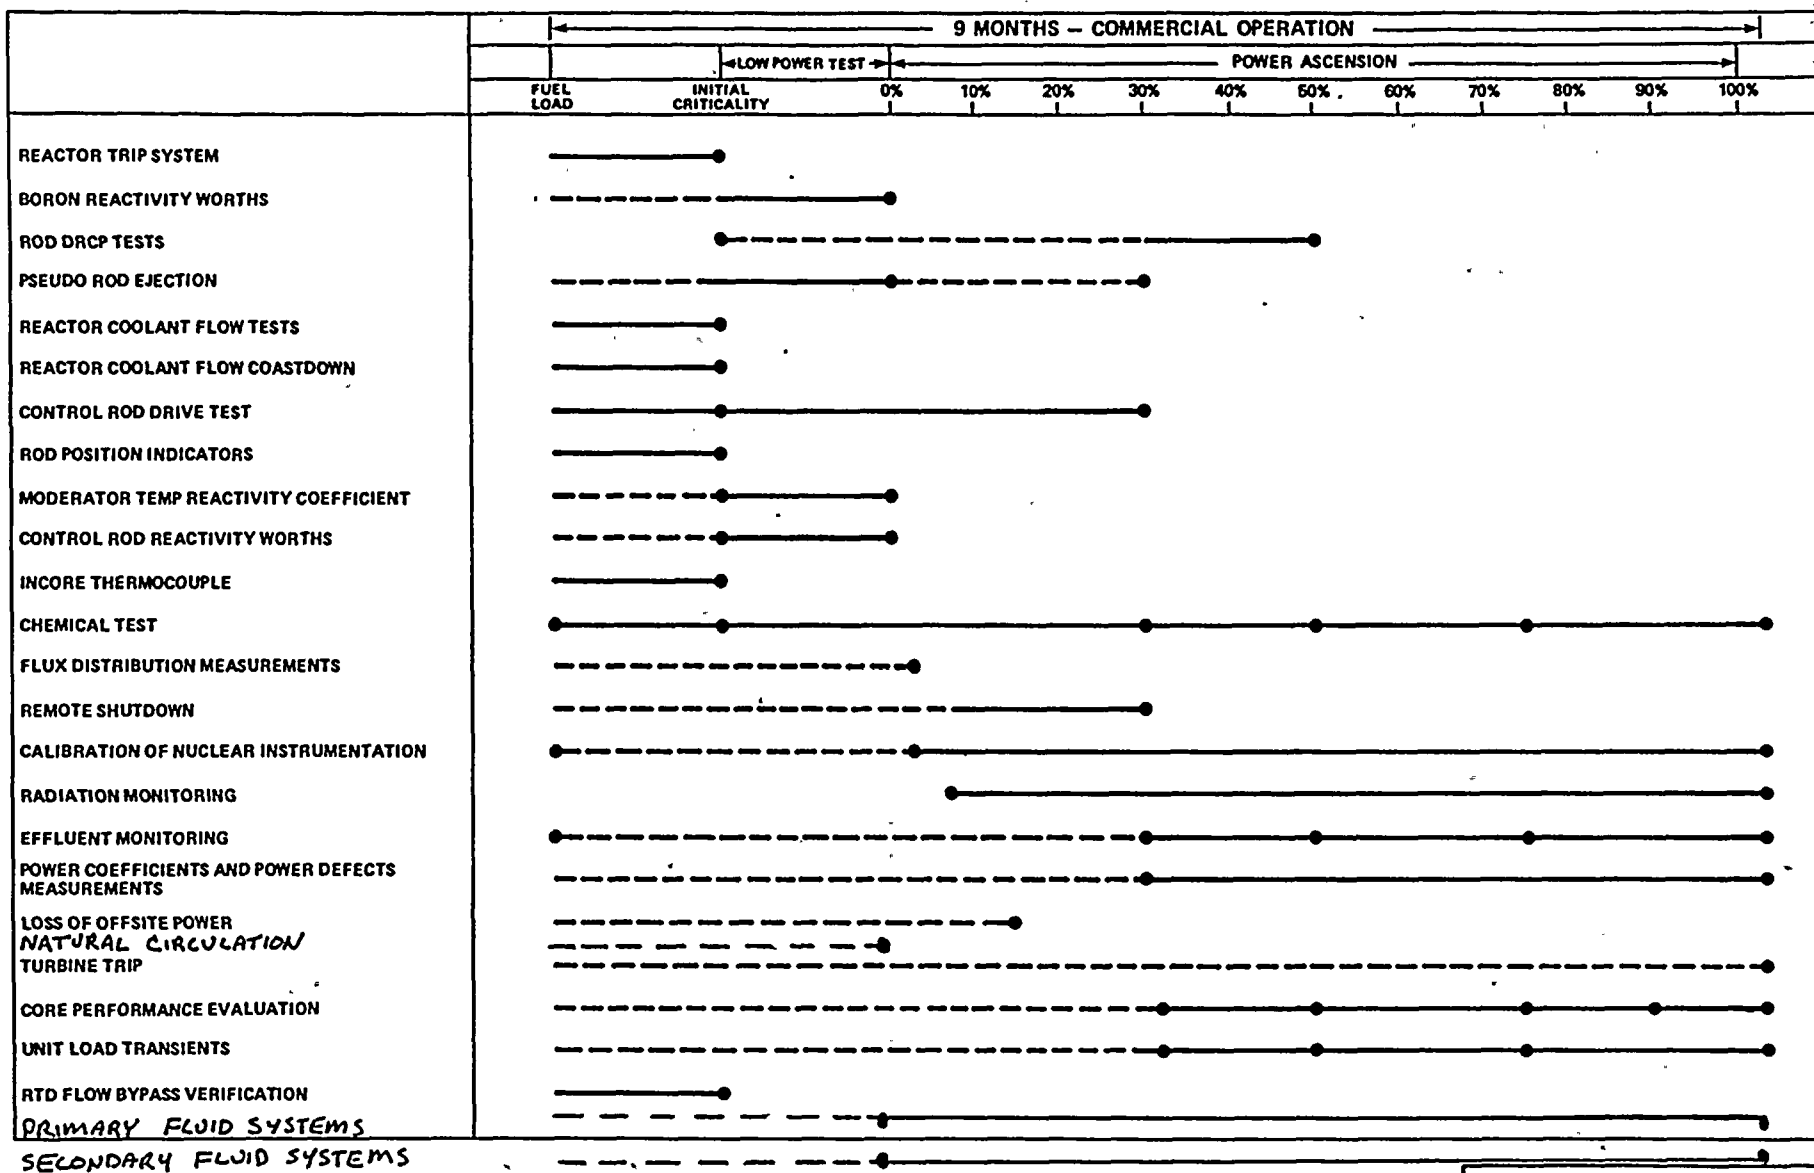 9 MONTHS – COMMERCIAL OPERATION
LOW POWER TEST
POWER ASCENSION
FUEL LOAD
INITIAL CRITICALITY
0% 10% 20% 30% 40% 50% 60% 70% 80% 90% 100%
REACTOR TRIP SYSTEM
BORON REACTIVITY WORTHS
ROD DRCP TESTS
PSEUDO ROD EJECTION
REACTOR COOLANT FLOW TESTS
REACTOR COOLANT FLOW COASTDOWN
CONTROL ROD DRIVE TEST
ROD POSITION INDICATORS
MODERATOR TEMP REACTIVITY COEFFICIENT
CONTROL ROD REACTIVITY WORTHS
INCORE THERMOCOUPLE
CHEMICAL TEST
FLUX DISTRIBUTION MEASUREMENTS
REMOTE SHUTDOWN
CALIBRATION OF NUCLEAR INSTRUMENTATION
RADIATION MONITORING
EFFLUENT MONITORING
POWER COEFFICIENTS AND POWER DEFECTS
MEASUREMENTS
LOSS OF OFFSITE POWER
NATURAL CIRCULATION
TURBINE TRIP
CORE PERFORMANCE EVALUATION
UNIT LOAD TRANSIENTS
RTD FLOW BYPASS VERIFICATION
PRIMARY FLUID SYSTEMS
SECONDARY FLUID SYSTEMS